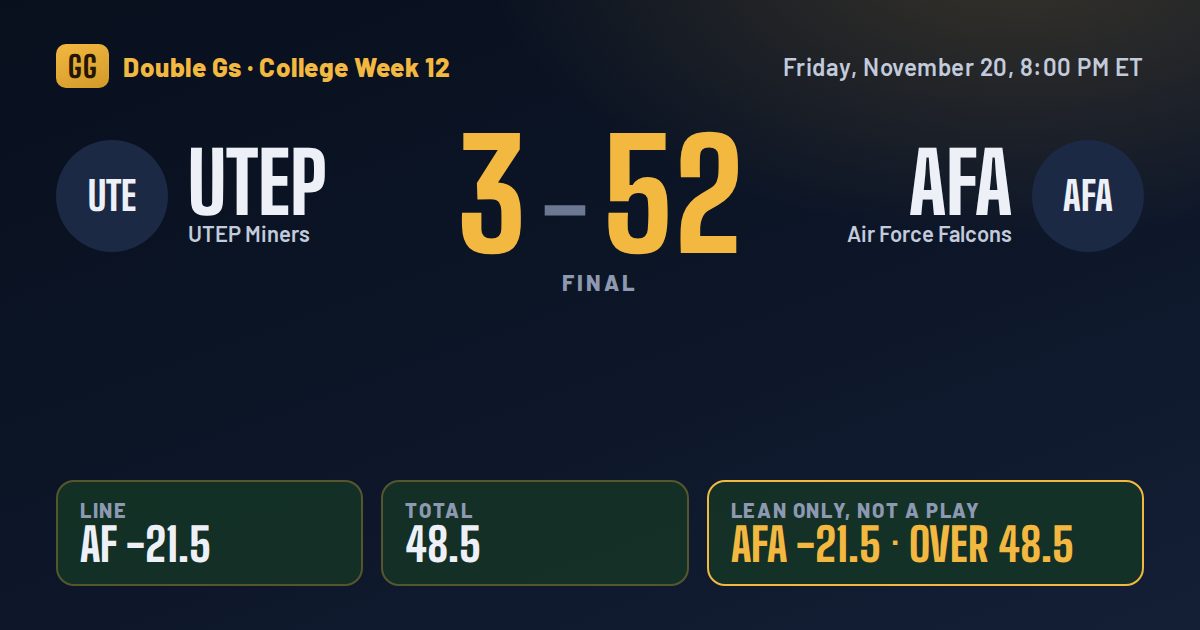 GG Double Gs · College Week 12
Friday, November 20, 8:00 PM ET
UTE
UTEP
UTEP Miners
3 – 52
FINAL
AFA
Air Force Falcons
AFA
LINE
AF −21.5
TOTAL
48.5
LEAN ONLY, NOT A PLAY
AFA −21.5 · OVER 48.5